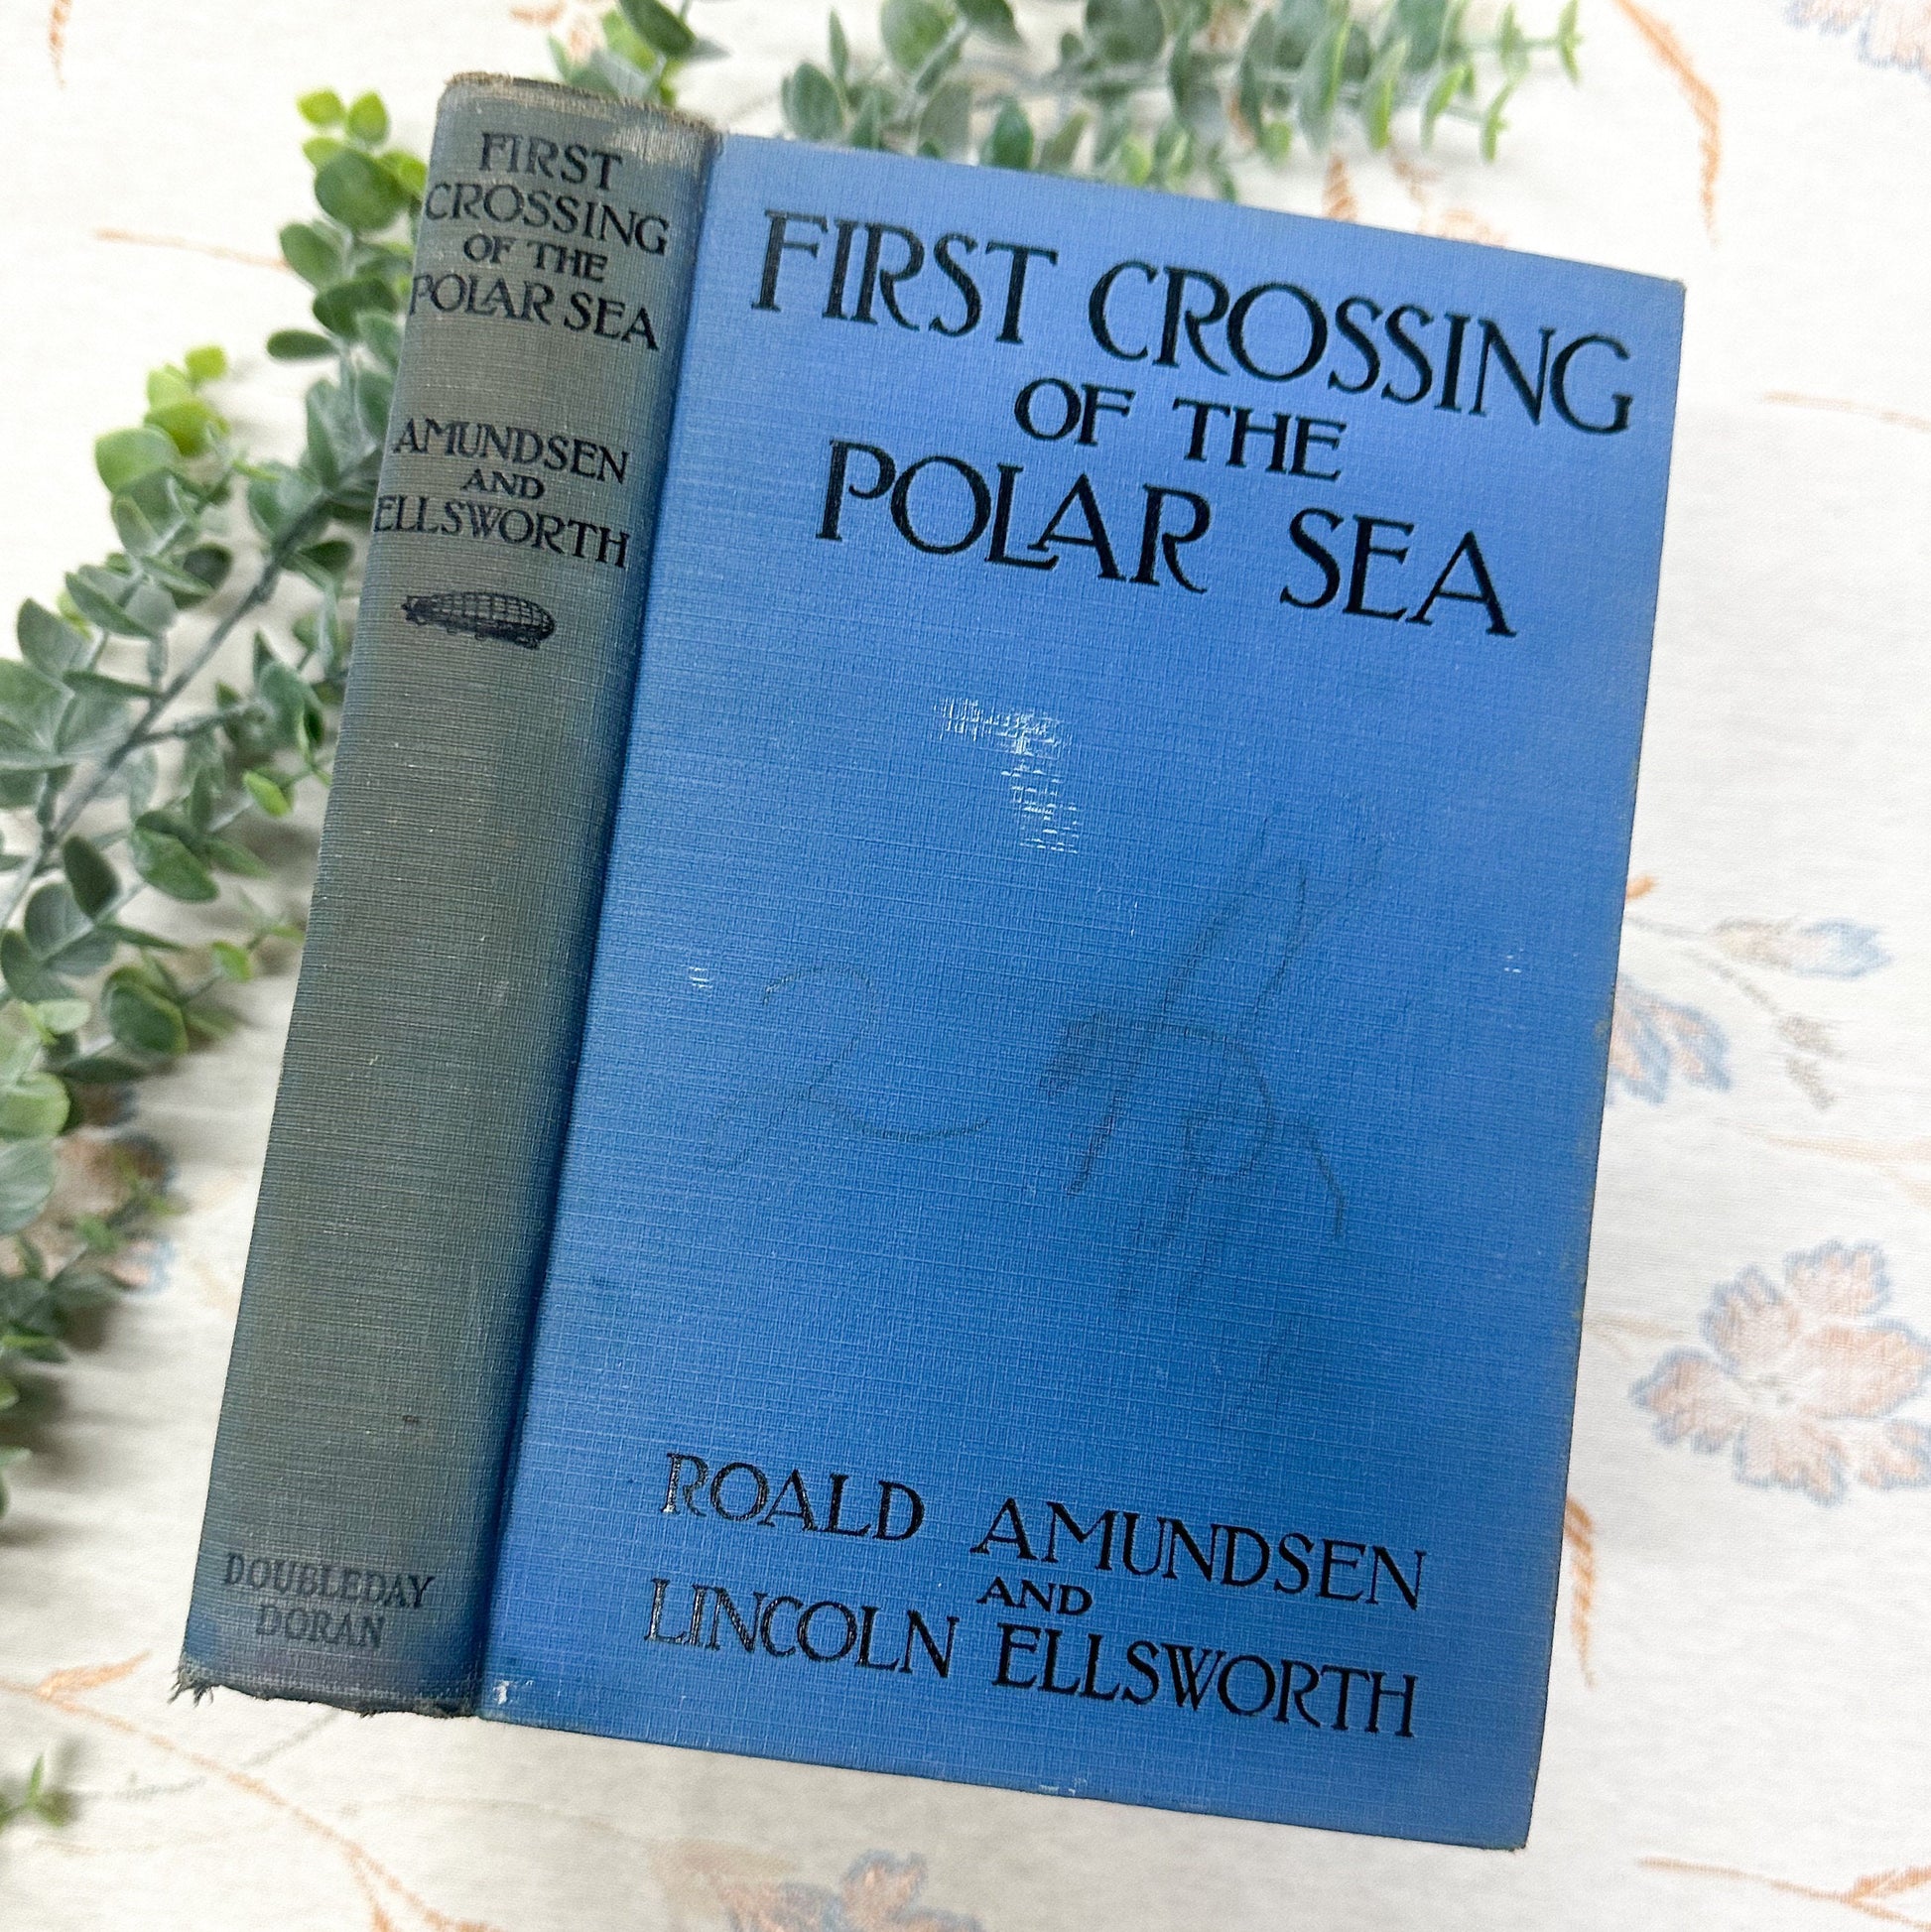 FIRST
CROSSING
OF THE
POLAR SEA
AMUNDSEN
AND
ELLSWORTH
DOUBLEDAY
DORAN
FIRST CROSSING
OF THE
POLAR SEA
ROALD AMUNDSEN
AND
LINCOLN ELLSWORTH